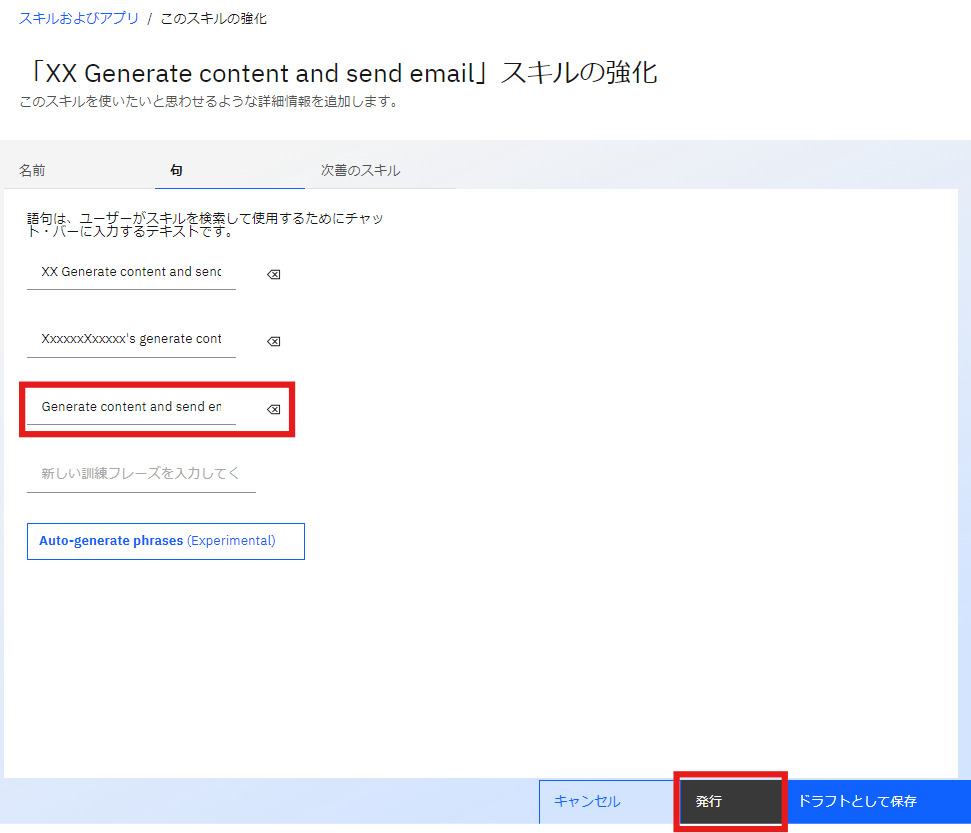 スキルおよびアプリ / このスキルの強化
「XX Generate content and send email」スキルの強化
このスキルを使いたいと思わせるような詳細情報を追加します。
名前 句 次善のスキル
語句は、ユーザーがスキルを検索して使用するためにチャッ
ト・バーに入力するテキストです。
XX Generate content and senc
XxxxxxXxxxxx's generate cont
Generate content and send en
新しい訓練フレーズを入力してく
Auto-generate phrases (Experimental)
キャンセル 発行 ドラフトとして保存